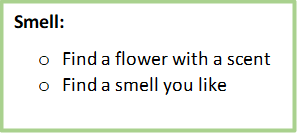 Smell:
o Find a flower with a scent
o Find a smell you like